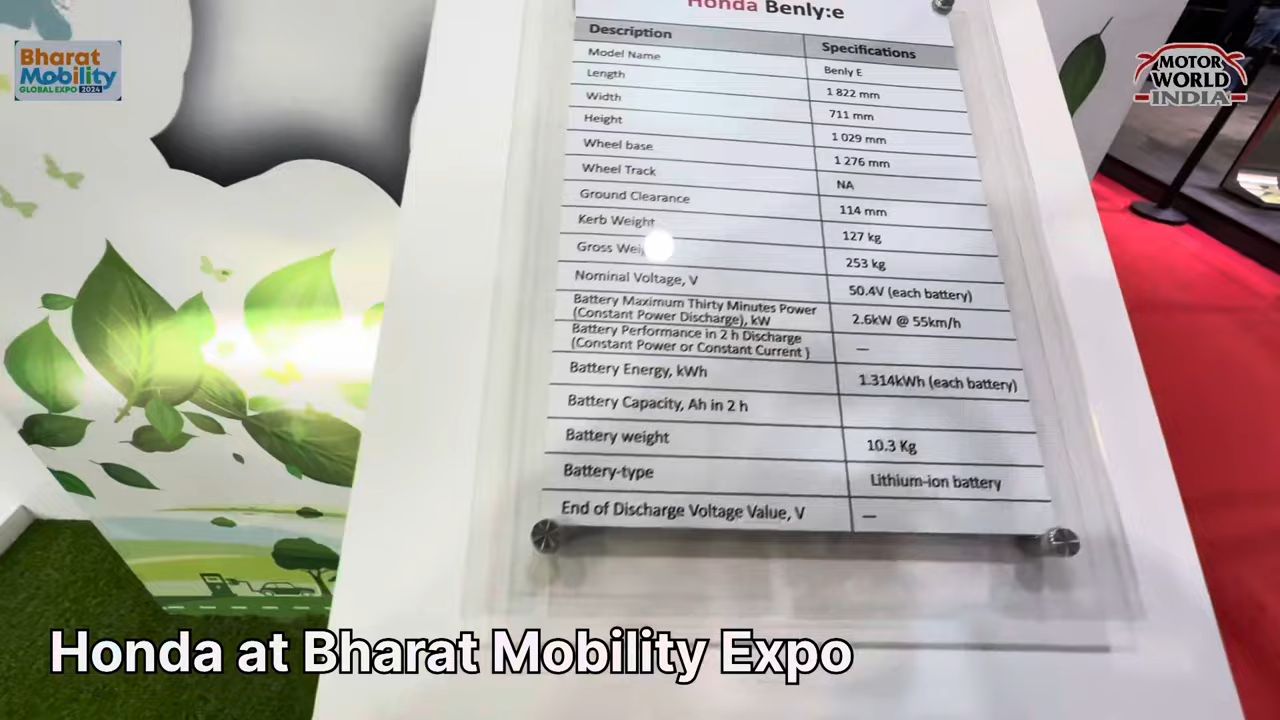 Honda Benly:e
Bharat
Mobility
GLOBAL EXPO 2024
MOTOR
WORLD
INDIA
Description Specifications
Model Name Benly E
Length 1 822 mm
Width 711 mm
Height 1 029 mm
Wheel base 1 276 mm
Wheel Track NA
Ground Clearance 114 mm
Kerb Weight 127 kg
Gross 253 kg
Nominal Voltage, V 50.4V (each battery)
Battery Maximum Thirty Minutes Power
(Constant Power Discharge), kW 2.6kW @ 55km/h
Battery Performance in 2 h Discharge
(Constant Power or Constant Current ) —
Battery Energy, kWh 1.314kWh (each battery)
Battery Capacity, Ah in 2 h
Battery weight 10.3 Kg
Battery-type Lithium-ion battery
End of Discharge Voltage Value, V —
Honda at Bharat Mobility Expo